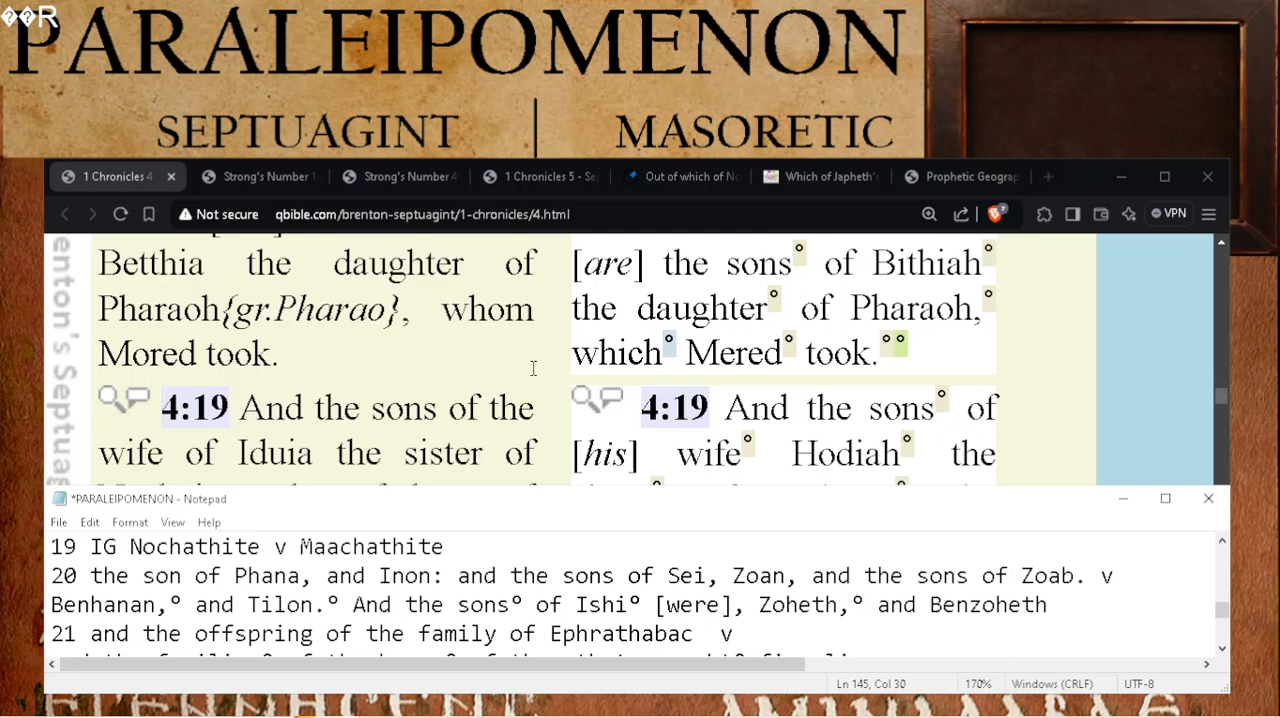 ��R
PARALEIPOMENON
SEPTUAGINT | MASORETIC
1 Chronicles 4
Strong's Number 1
Strong's Number 4
1 Chronicles 5 - Sep
Out of which of No
Which of Japheth's
Prophetic Geograp
Not secure qbible.com/brenton-septuagint/1-chronicles/4.html
VPN
enton's Septuag
Betthia the daughter of
Pharaoh{gr.Pharao}, whom
Mored took.
4:19 And the sons of the
wife of Iduia the sister of
[are] the sons° of Bithiah°
the daughter° of Pharaoh,°
which° Mered° took.°°
4:19 And the sons° of
[his] wife° Hodiah° the
*PARALEIPOMENON - Notepad
File Edit Format View Help
19 IG Nochathite v Maachathite
20 the son of Phana, and Inon: and the sons of Sei, Zoan, and the sons of Zoab. v
Benhanan,° and Tilon.° And the sons° of Ishi° [were], Zoheth,° and Benzoheth
21 and the offspring of the family of Ephrathabac v
Ln 145, Col 30
170%
Windows (CRLF)
UTF-8